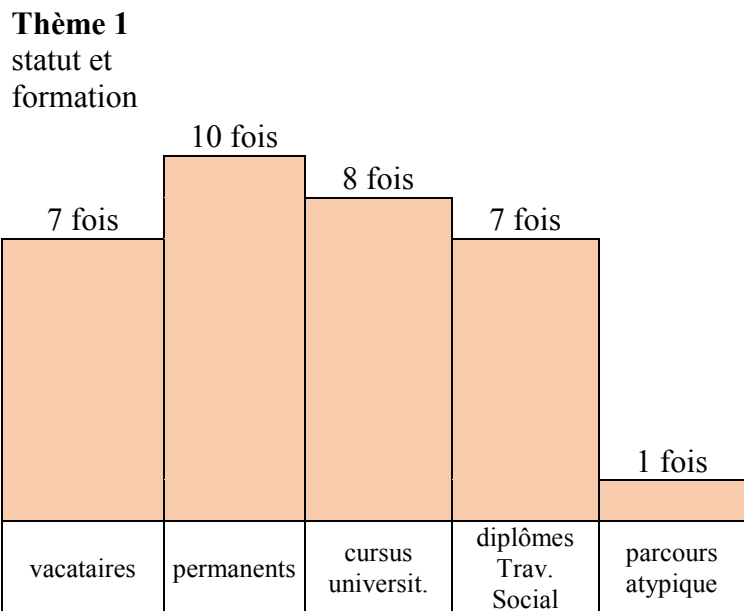 Thème 1
statut et
formation
10 fois
8 fois
7 fois
7 fois
1 fois
vacataires
permanents
cursus
universit.
diplômes
Trav.
Social
parcours
atypique